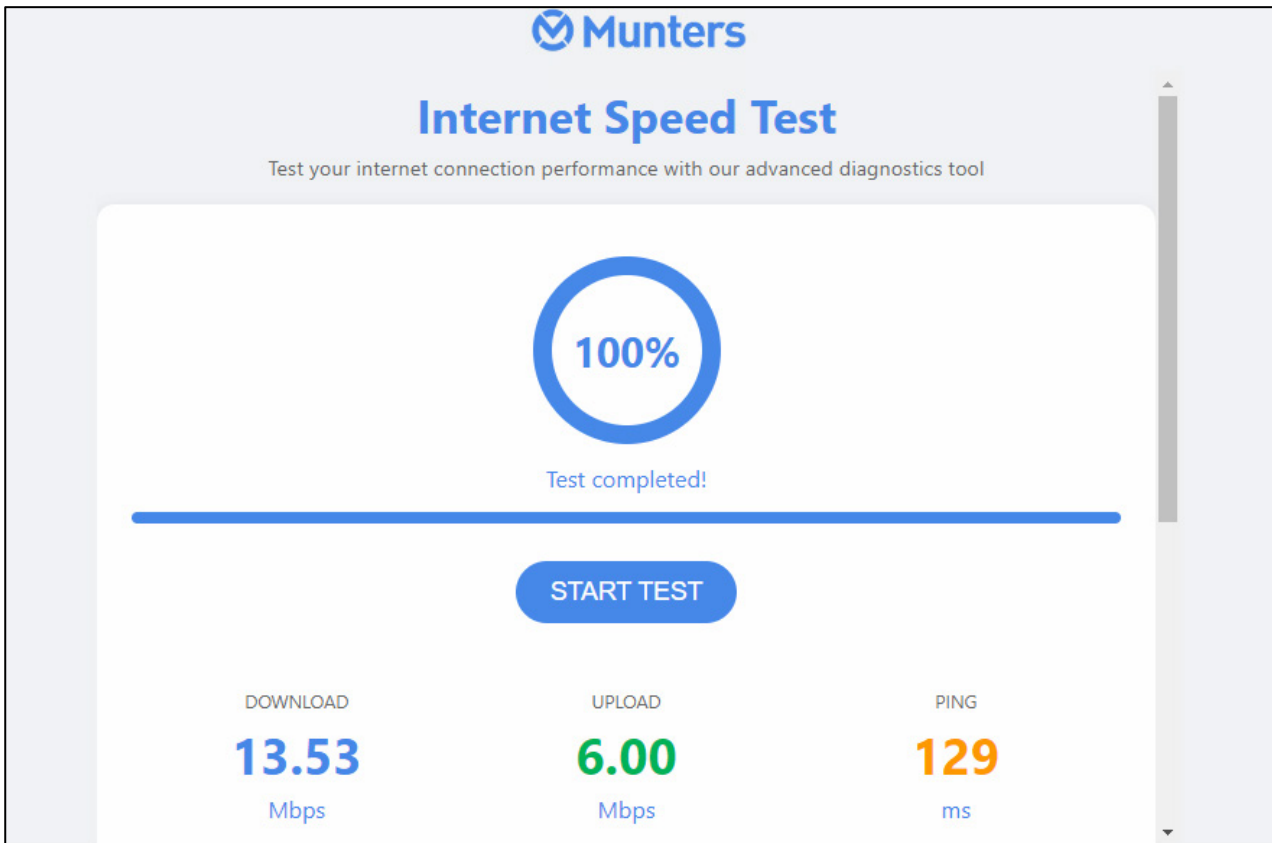 Munters
Internet Speed Test
Test your internet connection performance with our advanced diagnostics tool
100%
Test completed!
START TEST
DOWNLOAD UPLOAD PING
13.53 6.00 129
Mbps Mbps ms